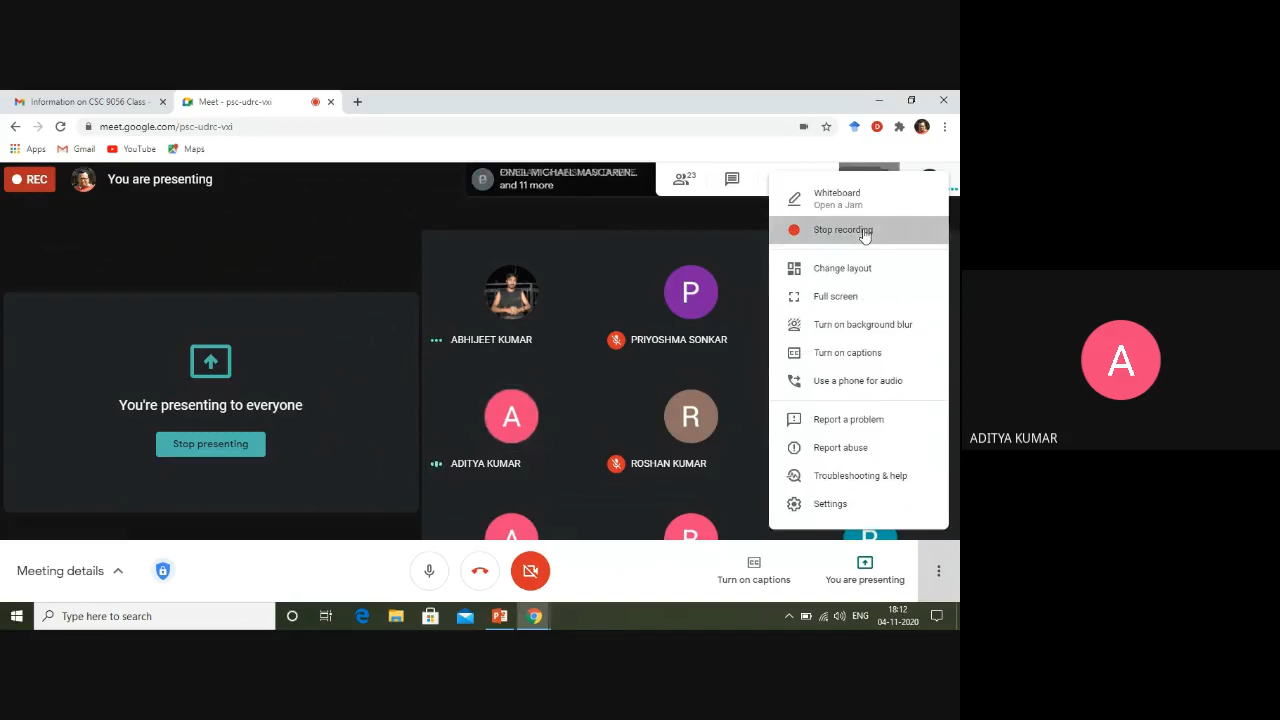 Information on CSC 9056 Class -
Meet - psc-udrc-vxi
meet.google.com/psc-udrc-vxi
Apps
Gmail
YouTube
Maps
REC
You are presenting
and 11 more
23
Whiteboard
Open a Jam
Stop recording
Change layout
Full screen
Turn on background blur
Turn on captions
Use a phone for audio
Report a problem
Report abuse
Troubleshooting & help
Settings
P
ABHIJEET KUMAR
PRIYOSHMA SONKAR
You're presenting to everyone
Stop presenting
A
R
ADITYA KUMAR
ROSHAN KUMAR
A
ADITYA KUMAR
Meeting details
Turn on captions
You are presenting
Type here to search
ENG
18:12
04-11-2020